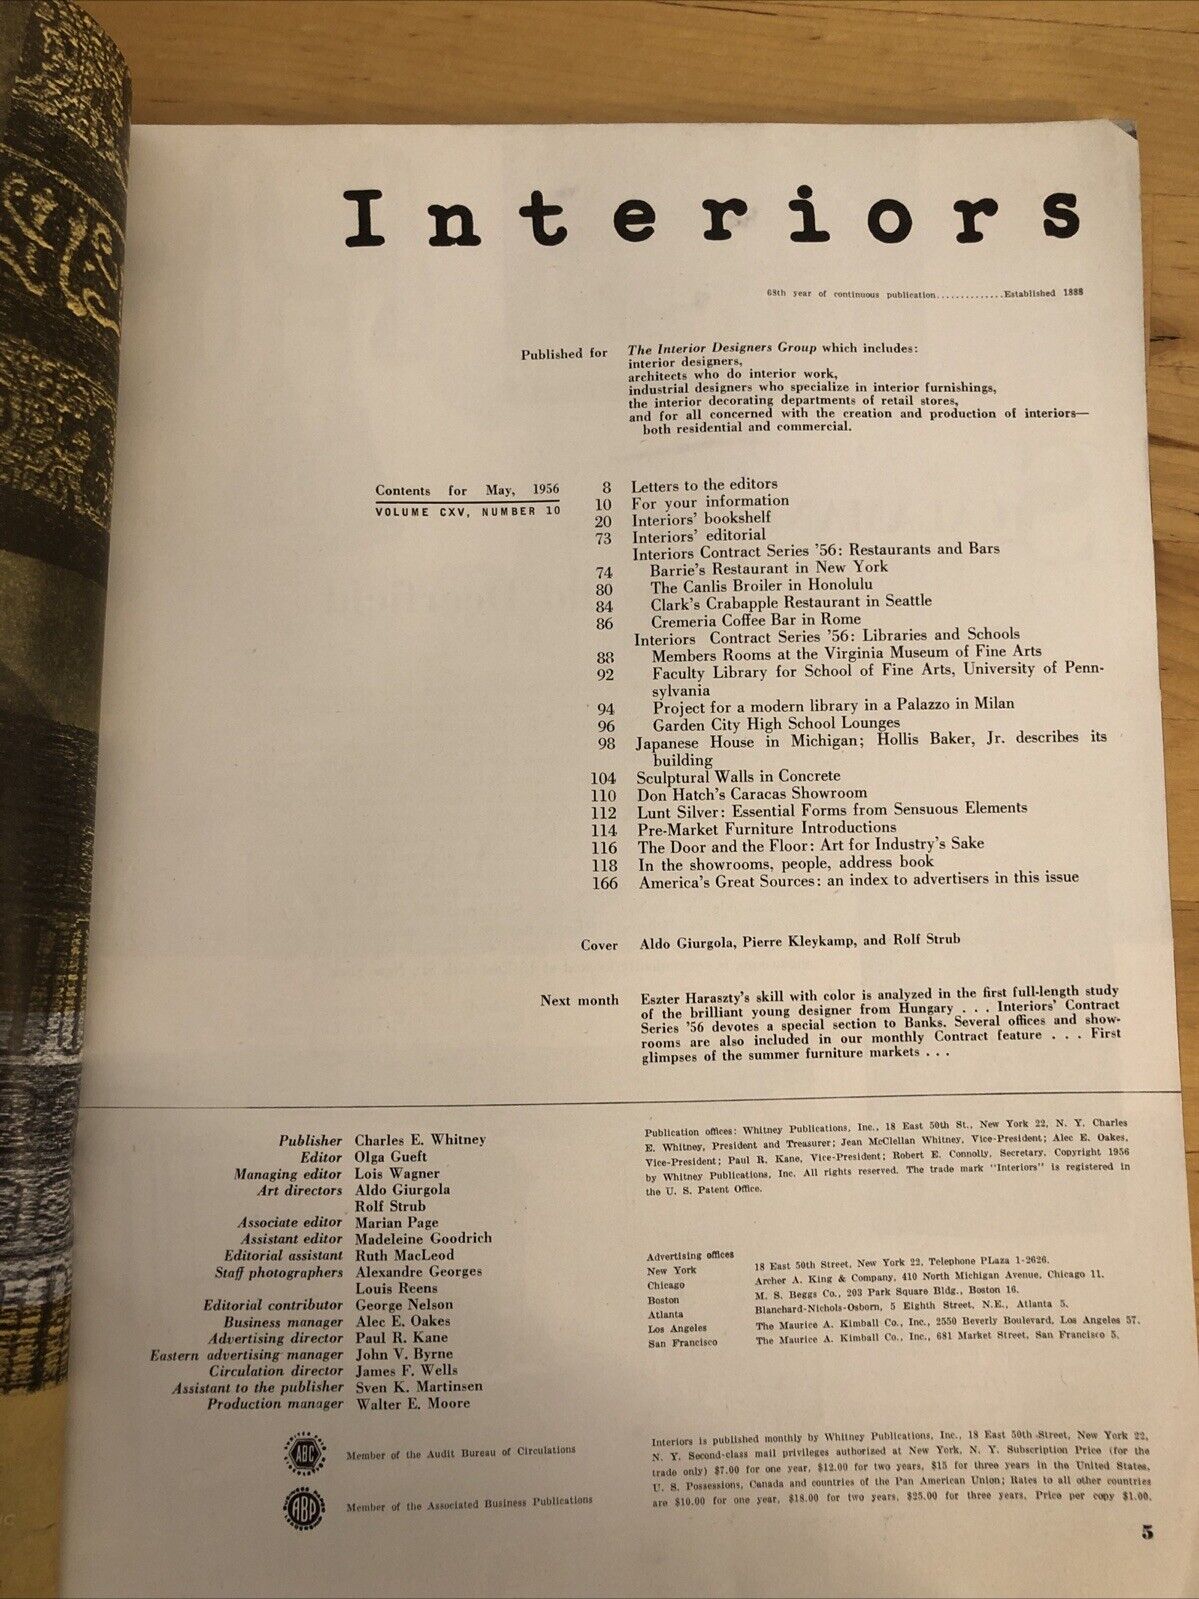 Interiors
68th year of continuous publication..............Established 1888
Published for The Interior Designers Group which includes:
interior designers,
architects who do interior work,
industrial designers who specialize in interior furnishings,
the interior decorating departments of retail stores,
and for all concerned with the creation and production of interiors—
both residential and commercial.
Contents for May, 1956
VOLUME CXV, NUMBER 10
8 Letters to the editors
10 For your information
20 Interiors' bookshelf
73 Interiors' editorial
Interiors Contract Series '56: Restaurants and Bars
74 Barrie's Restaurant in New York
80 The Canlis Broiler in Honolulu
84 Clark's Crabapple Restaurant in Seattle
86 Cremeria Coffee Bar in Rome
Interiors Contract Series '56: Libraries and Schools
88 Members Rooms at the Virginia Museum of Fine Arts
92 Faculty Library for School of Fine Arts, University of Penn-
sylvania
94 Project for a modern library in a Palazzo in Milan
96 Garden City High School Lounges
98 Japanese House in Michigan; Hollis Baker, Jr. describes its
building
104 Sculptural Walls in Concrete
110 Don Hatch's Caracas Showroom
112 Lunt Silver: Essential Forms from Sensuous Elements
114 Pre-Market Furniture Introductions
116 The Door and the Floor: Art for Industry's Sake
118 In the showrooms, people, address book
166 America's Great Sources: an index to advertisers in this issue
Cover Aldo Giurgola, Pierre Kleykamp, and Rolf Strub
Next month Eszter Haraszty's skill with color is analyzed in the first full-length study
of the brilliant young designer from Hungary . . . Interiors' Contract
Series '56 devotes a special section to Banks. Several offices and show-
rooms are also included in our monthly Contract feature . . . First
glimpses of the summer furniture markets . . .
Publisher Charles E. Whitney
Editor Olga Gueft
Managing editor Lois Wagner
Art directors Aldo Giurgola
Rolf Strub
Associate editor Marian Page
Assistant editor Madeleine Goodrich
Editorial assistant Ruth MacLeod
Staff photographers Alexandre Georges
Louis Reens
Editorial contributor George Nelson
Business manager Alec E. Oakes
Advertising director Paul R. Kane
Eastern advertising manager John V. Byrne
Circulation director James F. Wells
Assistant to the publisher Sven K. Martinsen
Production manager Walter E. Moore
ABC Member of the Audit Bureau of Circulations
ABP Member of the Associated Business Publications
Publication offices: Whitney Publications, Inc., 18 East 50th St., New York 22, N. Y. Charles
E. Whitney, President and Treasurer; Jean McClellan Whitney, Vice-President; Alec E. Oakes,
Vice-President; Paul R. Kane, Vice-President; Robert E. Connolly, Secretary. Copyright 1956
by Whitney Publications, Inc. All rights reserved. The trade mark "Interiors" is registered in
the U. S. Patent Office.
Advertising offices
New York 18 East 50th Street, New York 22, Telephone PLaza 1-2626.
Chicago Archer A. King & Company, 410 North Michigan Avenue, Chicago 11.
Boston M. S. Beggs Co., 203 Park Square Bldg., Boston 16.
Atlanta Blanchard-Nichols-Osborn, 5 Eighth Street, N.E., Atlanta 5.
Los Angeles The Maurice A. Kimball Co., Inc., 2550 Beverly Boulevard, Los Angeles 57.
San Francisco The Maurice A. Kimball Co., Inc., 681 Market Street, San Francisco 5.
Interiors is published monthly by Whitney Publications, Inc., 18 East 50th Street, New York 22,
N. Y. Second-class mail privileges authorized at New York, N. Y. Subscription Price (for the
trade only) $7.00 for one year, $12.00 for two years, $15 for three years in the United States,
U. S. Possessions, Canada and countries of the Pan American Union; Rates to all other countries
are $10.00 for one year, $18.00 for two years, $25.00 for three years. Price per copy $1.00.
5